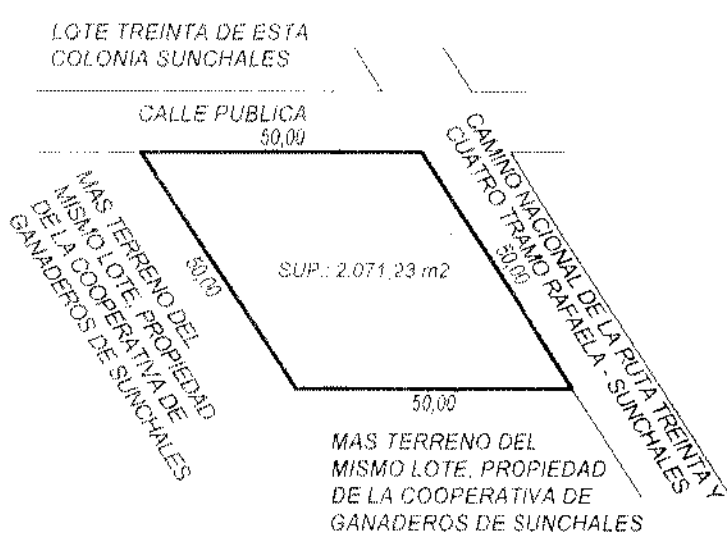 LOTE TREINTA DE ESTA
COLONIA SUNCHALES
CALLE PUBLICA
50,00
CAMINO NACIONAL DE LA RUTA TREINTA Y
CUATRO TRAMO RAFAELA - SUNCHALES
MAS TERRENO DEL
MISMO LOTE, PROPIEDAD
DE LA COOPERATIVA DE
GANADEROS DE SUNCHALES
50,00
SUP.: 2.071,23 m2
50,00
50,00
MAS TERRENO DEL
MISMO LOTE, PROPIEDAD
DE LA COOPERATIVA DE
GANADEROS DE SUNCHALES